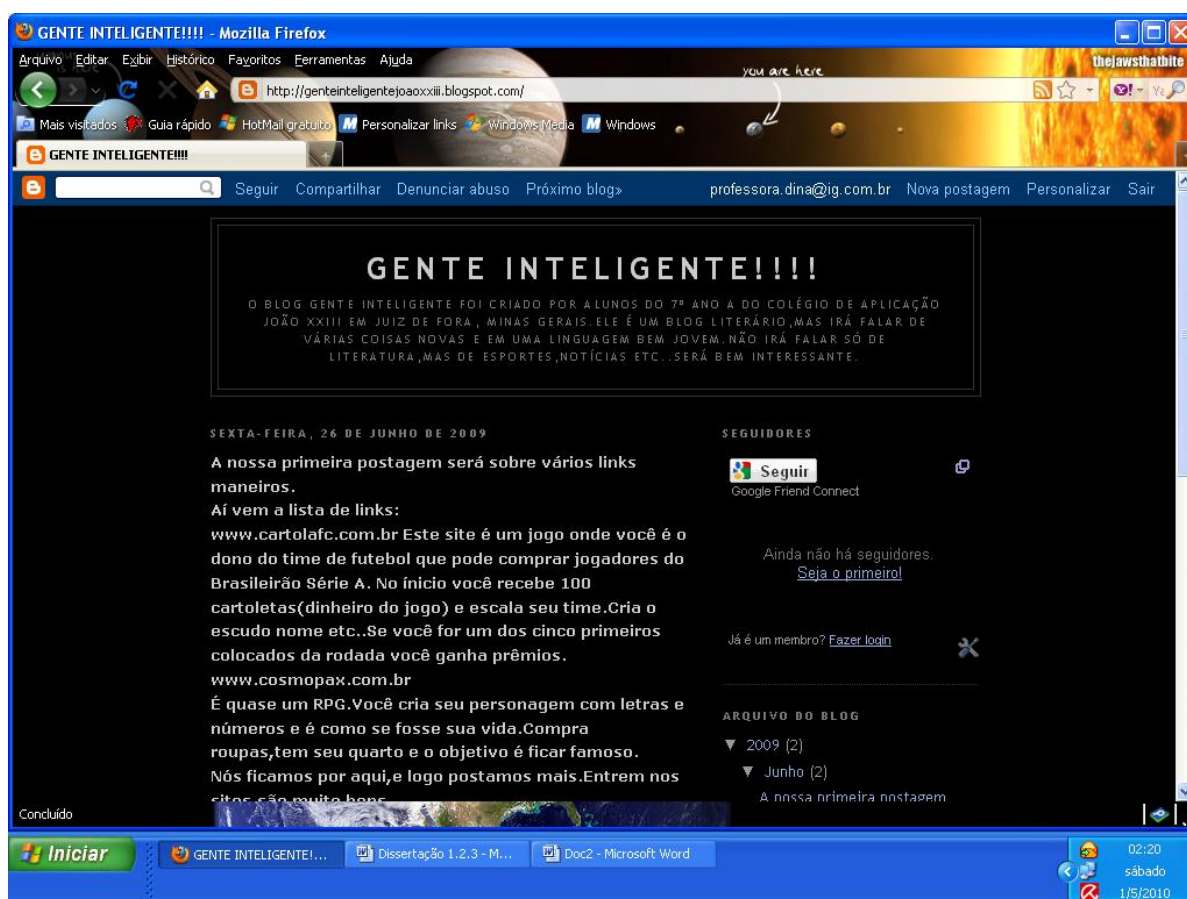 GENTE INTELIGENTE!!!! - Mozilla Firefox
Arquivo Editar Exibir Histórico Favoritos Ferramentas Ajuda
thejawsthatbite
you are here
http://genteinteligentejoaoxxiii.blogspot.com/
Mais visitados Guia rápido HotMail gratuito Personalizar links Windows Media Windows
GENTE INTELIGENTE!!!!
Seguir Compartilhar Denunciar abuso Próximo blog» professora.dina@ig.com.br Nova postagem Personalizar Sair
GENTE INTELIGENTE!!!!
O BLOG GENTE INTELIGENTE FOI CRIADO POR ALUNOS DO 7º ANO A DO COLÉGIO DE APLICAÇÃO
JOÃO XXIII EM JUIZ DE FORA , MINAS GERAIS.ELE É UM BLOG LITERÁRIO,MAS IRÁ FALAR DE
VÁRIAS COISAS NOVAS E EM UMA LINGUAGEM BEM JOVEM.NÃO IRÁ FALAR SÓ DE
LITERATURA,MAS DE ESPORTES,NOTÍCIAS ETC..SERÁ BEM INTERESSANTE.
SEXTA-FEIRA, 26 DE JUNHO DE 2009
A nossa primeira postagem será sobre vários links
maneiros.
Aí vem a lista de links:
www.cartolafc.com.br Este site é um jogo onde você é o
dono do time de futebol que pode comprar jogadores do
Brasileirão Série A. No ínicio você recebe 100
cartoletas(dinheiro do jogo) e escala seu time.Cria o
escudo nome etc..Se você for um dos cinco primeiros
colocados da rodada você ganha prêmios.
www.cosmopax.com.br
É quase um RPG.Você cria seu personagem com letras e
números e é como se fosse sua vida.Compra
roupas,tem seu quarto e o objetivo é ficar famoso.
Nós ficamos por aqui,e logo postamos mais.Entrem nos
sites são muito bons
SEGUIDORES
Seguir
Google Friend Connect
Ainda não há seguidores.
Seja o primeiro!
Já é um membro? Fazer login
ARQUIVO DO BLOG
▼ 2009 (2)
▼ Junho (2)
A nossa primeira postagem
Concluído
Iniciar GENTE INTELIGENTE!... Dissertação 1.2.3 - M... Doc2 - Microsoft Word
02:20
sábado
1/5/2010